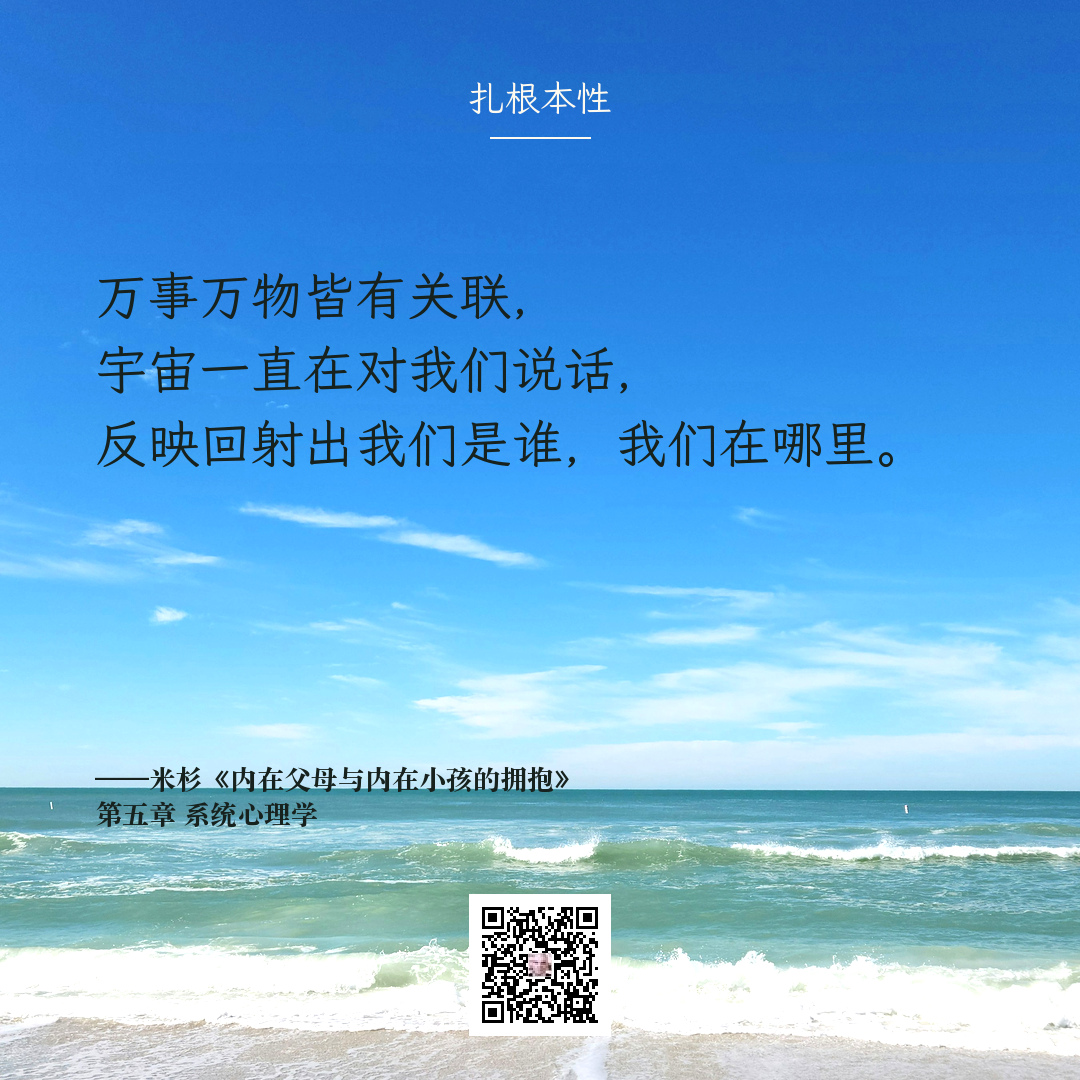 扎根本性
万事万物皆有关联,
宇宙一直在对我们说话,
反映回射出我们是谁, 我们在哪里。
——米杉《内在父母与内在小孩的拥抱》
第五章 系统心理学